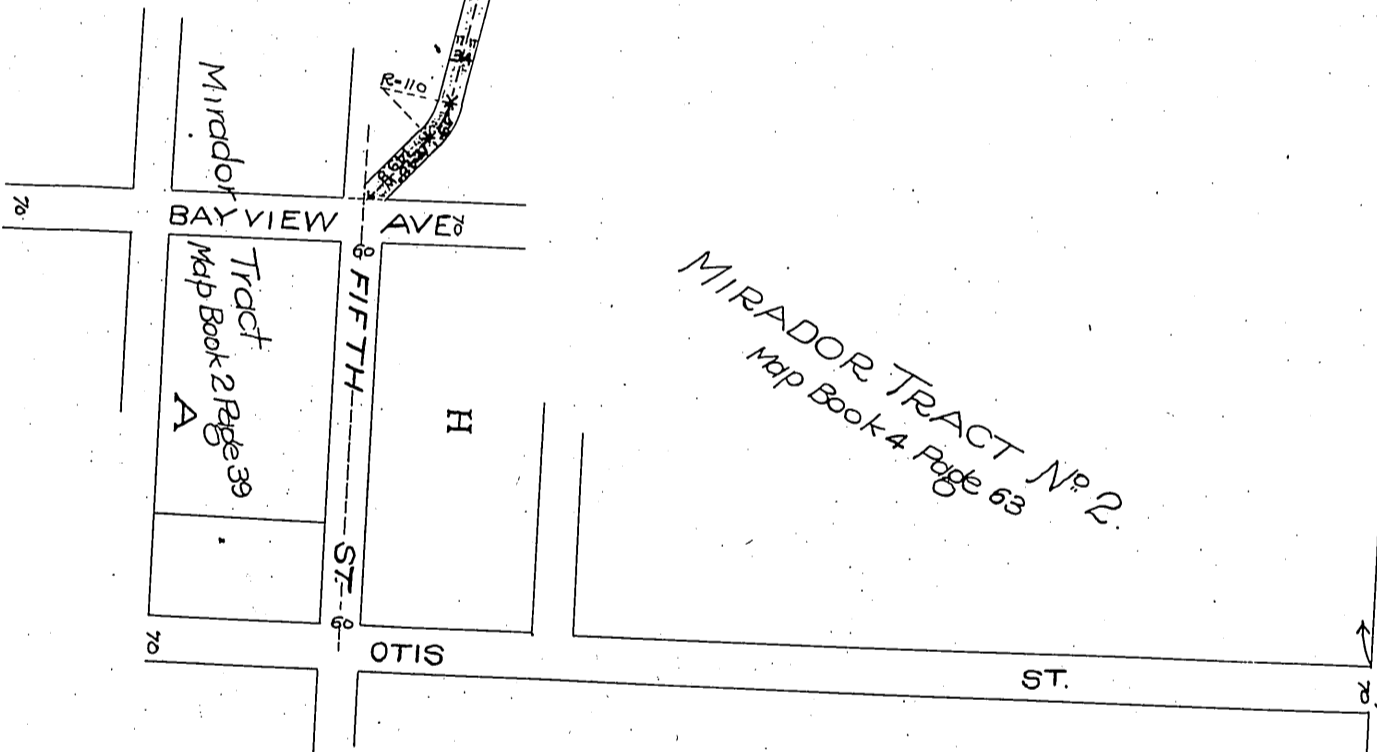 34
R-110
Mirador
Tract
Map Book 2 Page 39
A
70
BAY VIEW AVE.
70
60
FIFTH ST.
60
H
MIRADOR TRACT Nº 2.
Map Book 4 Page 63
70
OTIS ST.
70